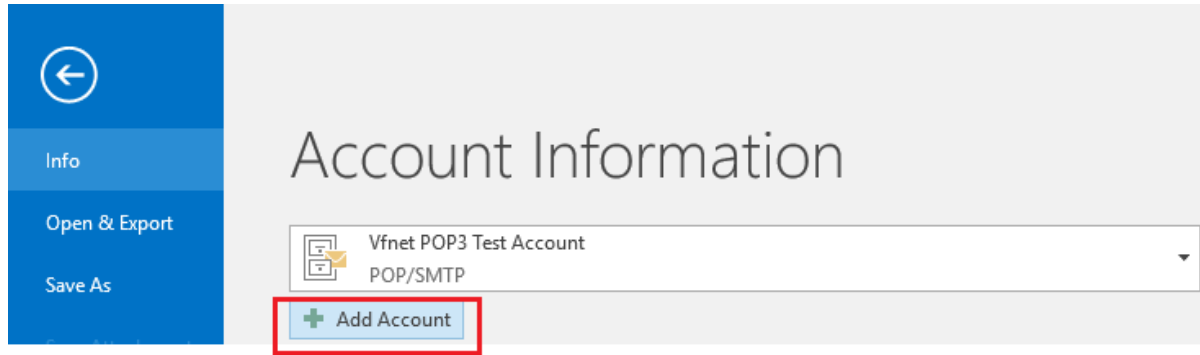 Info
Open & Export
Save As
Account Information
Vfnet POP3 Test Account
POP/SMTP
Add Account